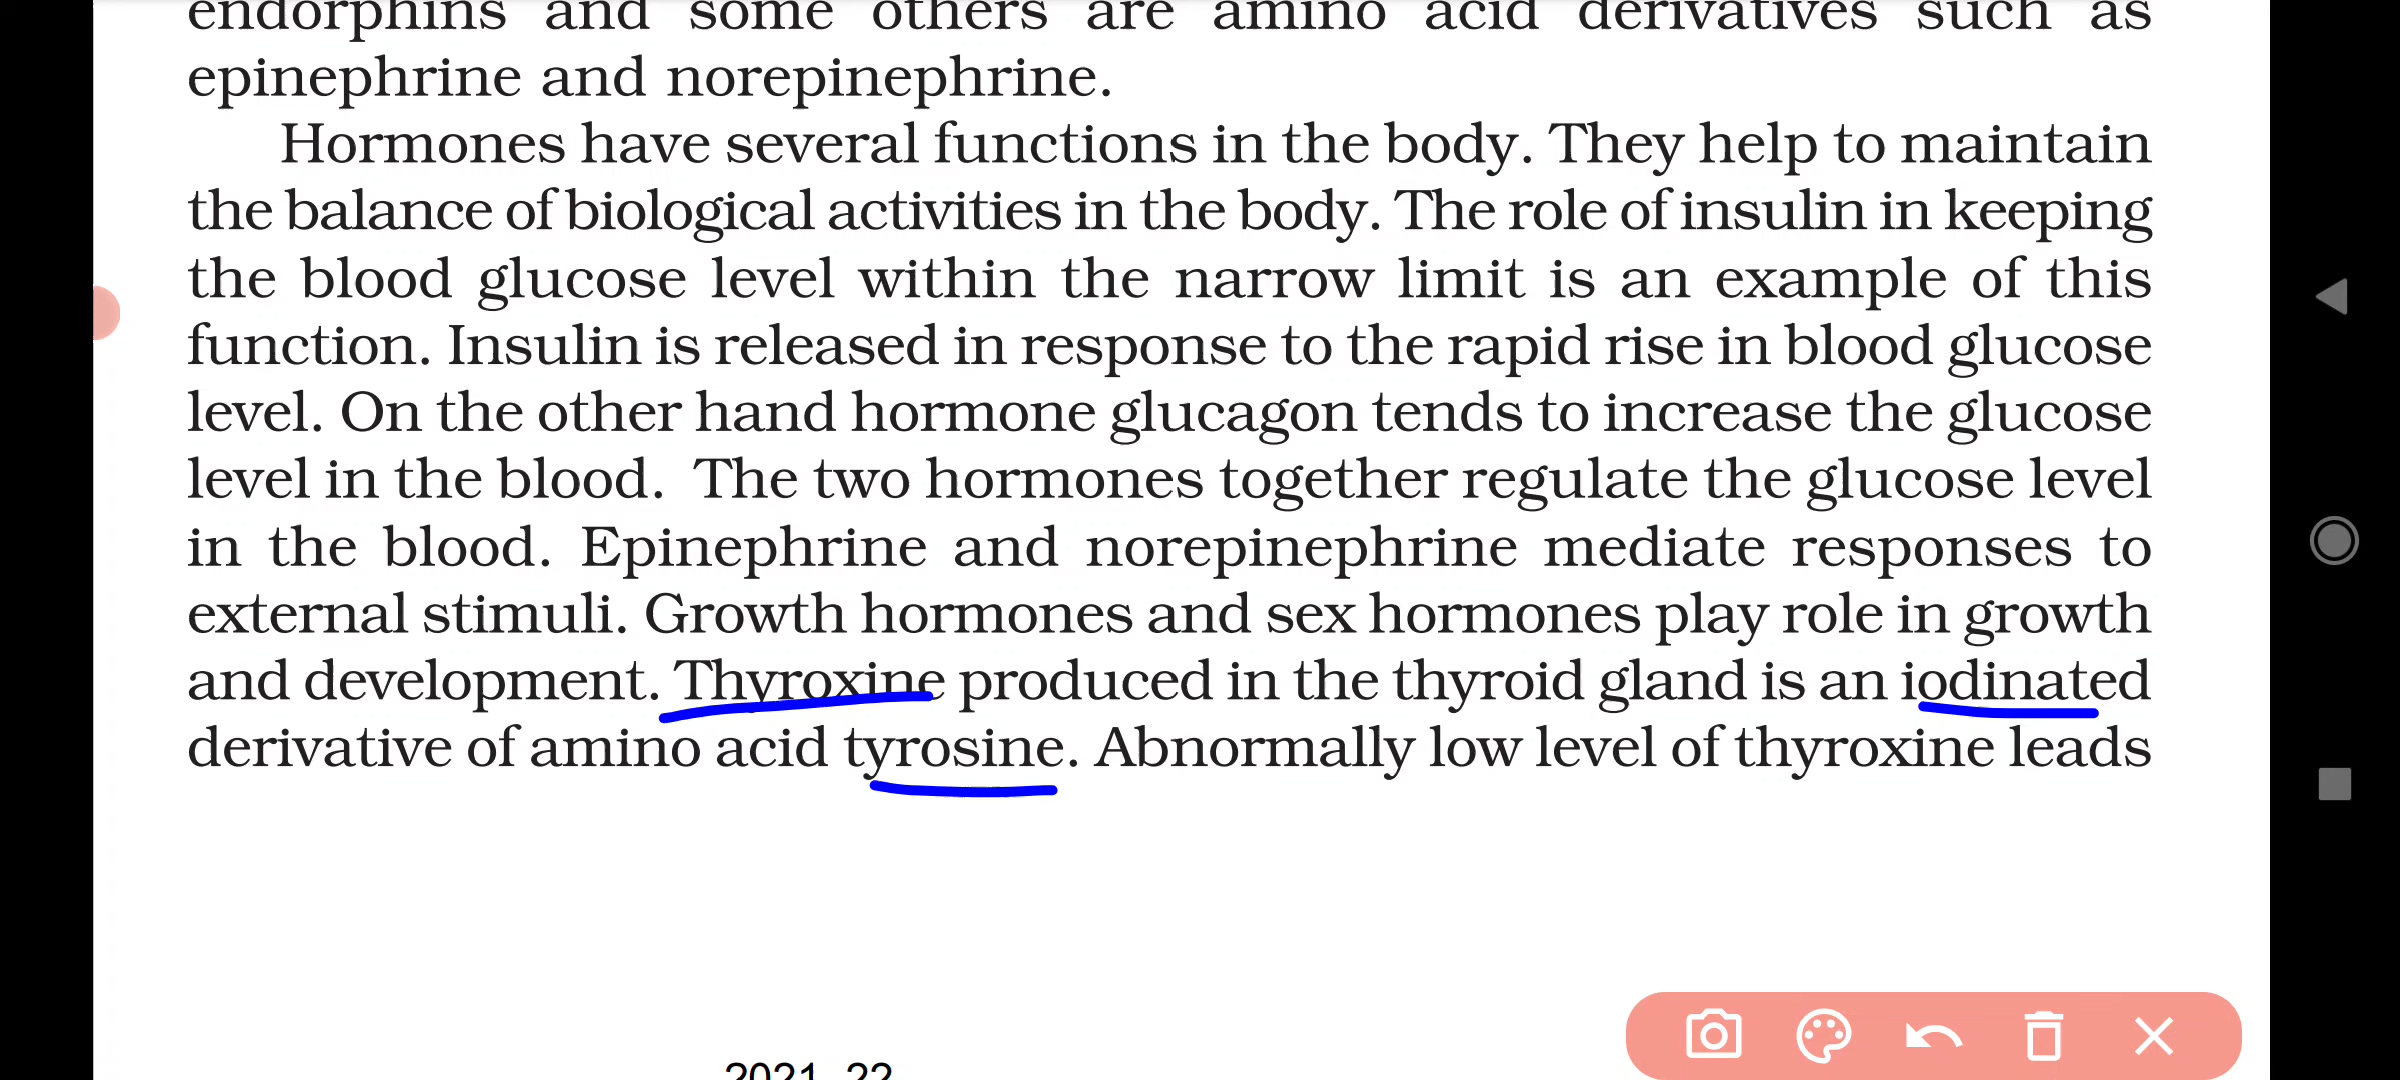 endorphins and some others are amino acid derivatives such as
epinephrine and norepinephrine.
Hormones have several functions in the body. They help to maintain
the balance of biological activities in the body. The role of insulin in keeping
the blood glucose level within the narrow limit is an example of this
function. Insulin is released in response to the rapid rise in blood glucose
level. On the other hand hormone glucagon tends to increase the glucose
level in the blood. The two hormones together regulate the glucose level
in the blood. Epinephrine and norepinephrine mediate responses to
external stimuli. Growth hormones and sex hormones play role in growth
and development. Thyroxine produced in the thyroid gland is an iodinated
derivative of amino acid tyrosine. Abnormally low level of thyroxine leads
2021-22